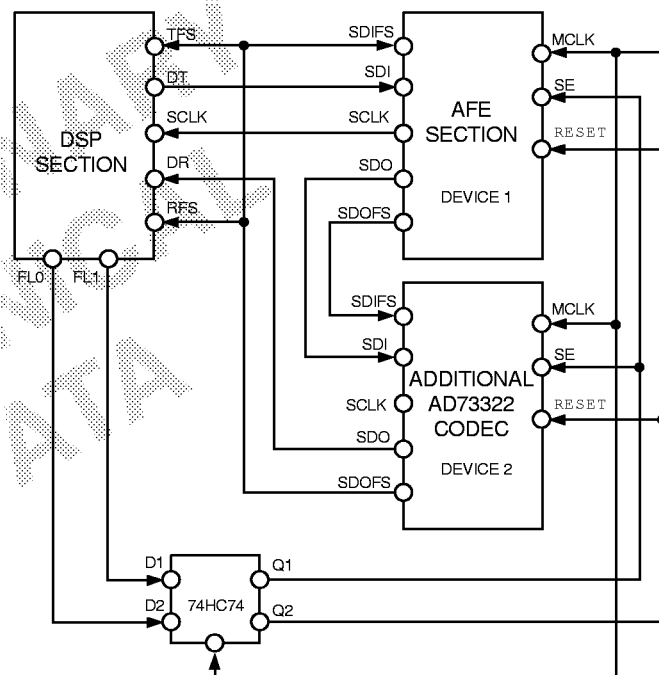 TFS
DT
SCLK
DR
RFS
DSP
SECTION
FL0
FL1
SDIFS
SDI
SCLK
SDO
SDOFS
AFE
SECTION
DEVICE 1
MCLK
SE
RESET
SDIFS
SDI
SCLK
SDO
SDOFS
ADDITIONAL
AD73322
CODEC
DEVICE 2
MCLK
SE
RESET
D1
D2
74HC74
Q1
Q2